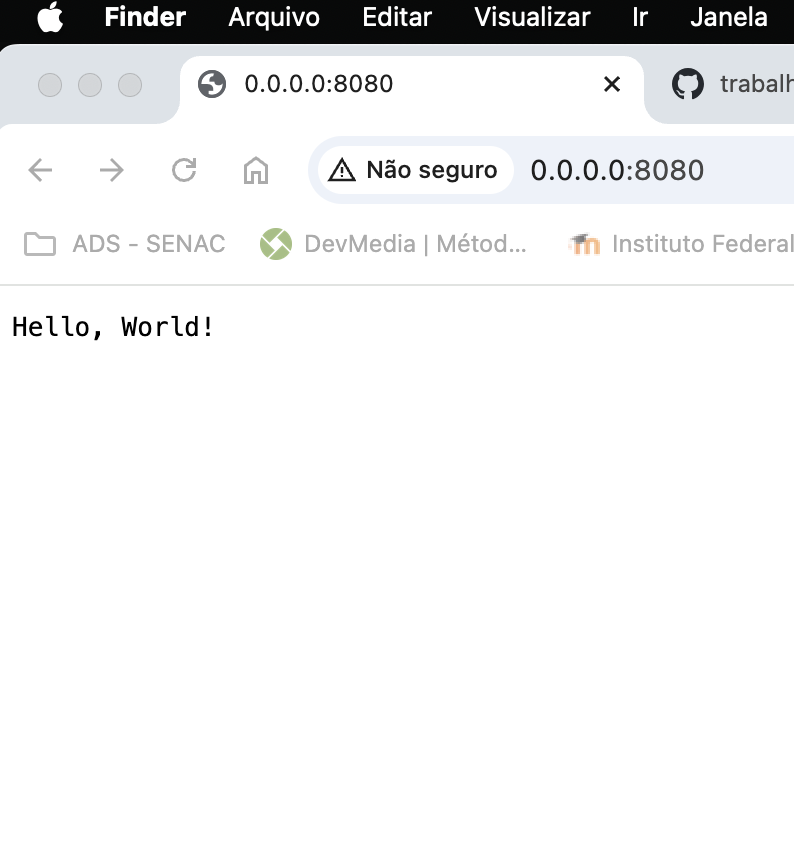 Finder Arquivo Editar Visualizar Ir Janela
0.0.0.0:8080 trabalh
Não seguro 0.0.0.0:8080
ADS - SENAC DevMedia | Métod... Instituto Federal
Hello, World!